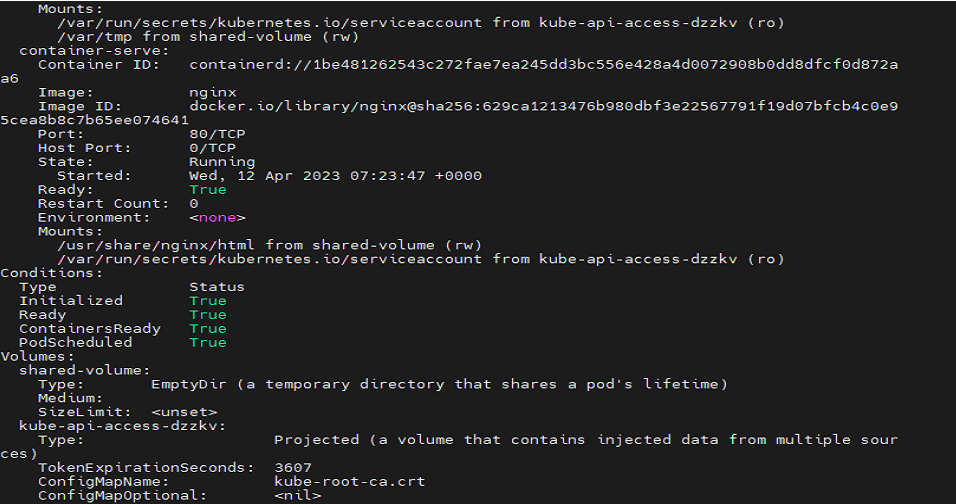 Mounts:
      /var/run/secrets/kubernetes.io/serviceaccount from kube-api-access-dzzkv (ro)
      /var/tmp from shared-volume (rw)
  container-serve:
    Container ID:   containerd://1be481262543c272fae7ea245dd3bc556e428a4d0072908b0dd8dfcf0d872a
a6
    Image:          nginx
    Image ID:       docker.io/library/nginx@sha256:629ca1213476b980dbf3e22567791f19d07bfcb4c0e9
5cea8b8c7b65ee074641
    Port:           80/TCP
    Host Port:      0/TCP
    State:          Running
      Started:      Wed, 12 Apr 2023 07:23:47 +0000
    Ready:          True
    Restart Count:  0
    Environment:    <none>
    Mounts:
      /usr/share/nginx/html from shared-volume (rw)
      /var/run/secrets/kubernetes.io/serviceaccount from kube-api-access-dzzkv (ro)
Conditions:
  Type              Status
  Initialized       True
  Ready             True
  ContainersReady   True
  PodScheduled      True
Volumes:
  shared-volume:
    Type:       EmptyDir (a temporary directory that shares a pod's lifetime)
    Medium:
    SizeLimit:  <unset>
  kube-api-access-dzzkv:
    Type:                    Projected (a volume that contains injected data from multiple sour
ces)
    TokenExpirationSeconds:  3607
    ConfigMapName:           kube-root-ca.crt
    ConfigMapOptional:       <nil>